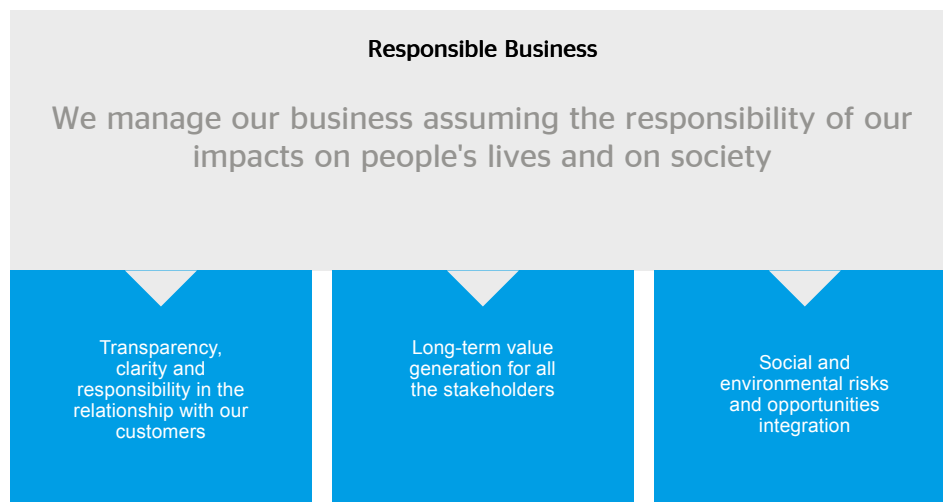 Responsible Business
We manage our business assuming the responsibility of our
impacts on people's lives and on society
Transparency,
clarity and
responsibility in the
relationship with our
customers
Long-term value
generation for all
the stakeholders
Social and
environmental risks
and opportunities
integration